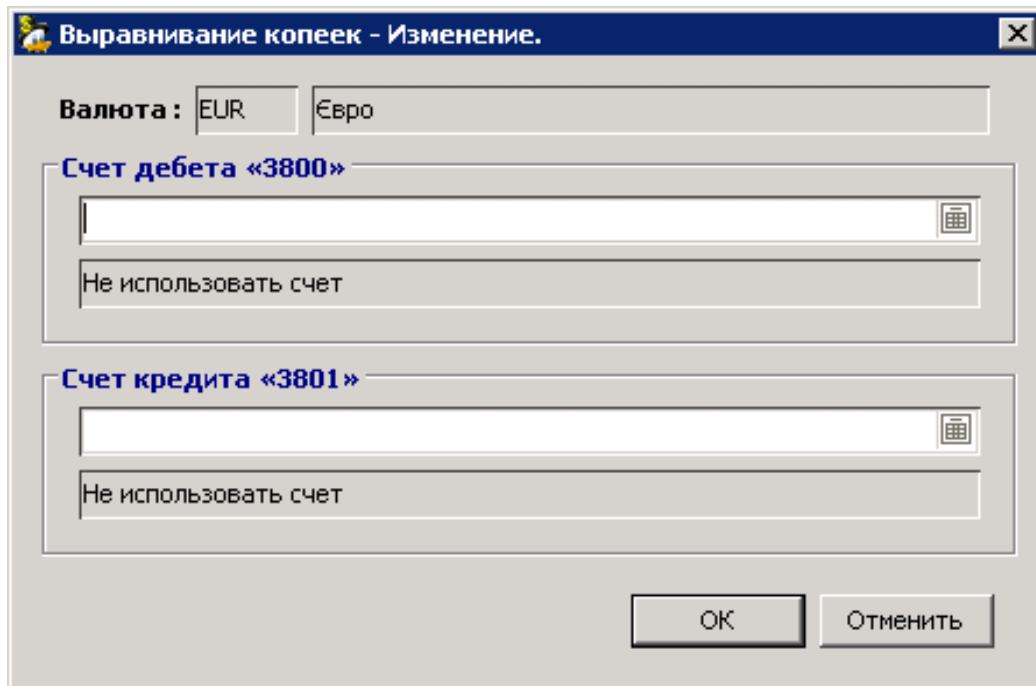 Выравнивание копеек - Изменение.
Валюта : EUR Євро
Счет дебета «3800»
Не использовать счет
Счет кредита «3801»
Не использовать счет
ОК Отменить